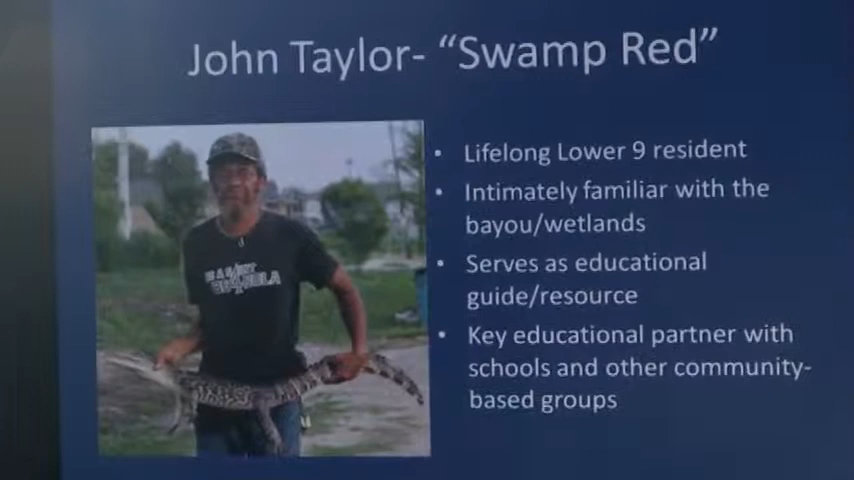 John Taylor- “Swamp Red”
• Lifelong Lower 9 resident
• Intimately familiar with the
bayou/wetlands
• Serves as educational
guide/resource
• Key educational partner with
schools and other community-
based groups